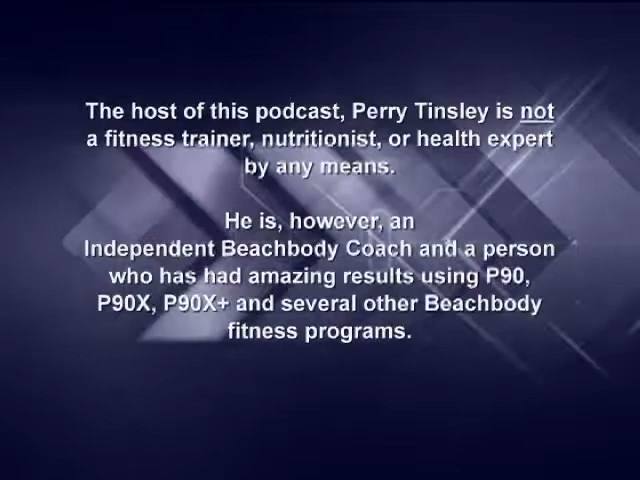 The host of this podcast, Perry Tinsley is not
a fitness trainer, nutritionist, or health expert
by any means.
He is, however, an
Independent Beachbody Coach and a person
who has had amazing results using P90,
P90X, P90X+ and several other Beachbody
fitness programs.